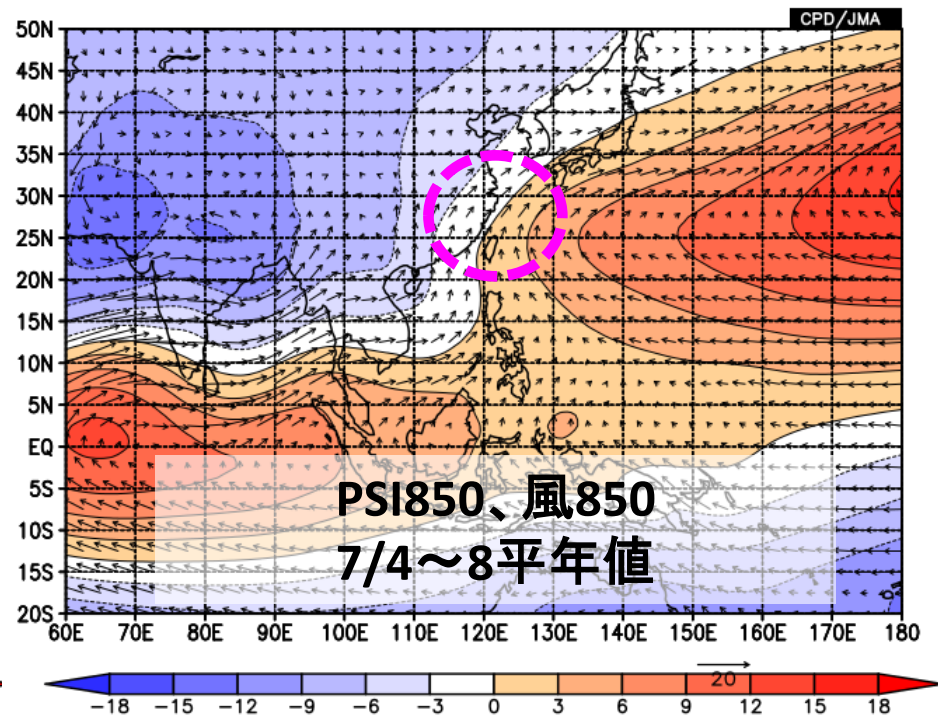 CPD/JMA
50N
45N
40N
35N
30N
25N
20N
15N
10N
5N
EQ
5S
10S
15S
20S
PSI850、風850
7/4～8平年値
60E 70E 80E 90E 100E 110E 120E 130E 140E 150E 160E 170E 180
20
-18 -15 -12 -9 -6 -3 0 3 6 9 12 15 18